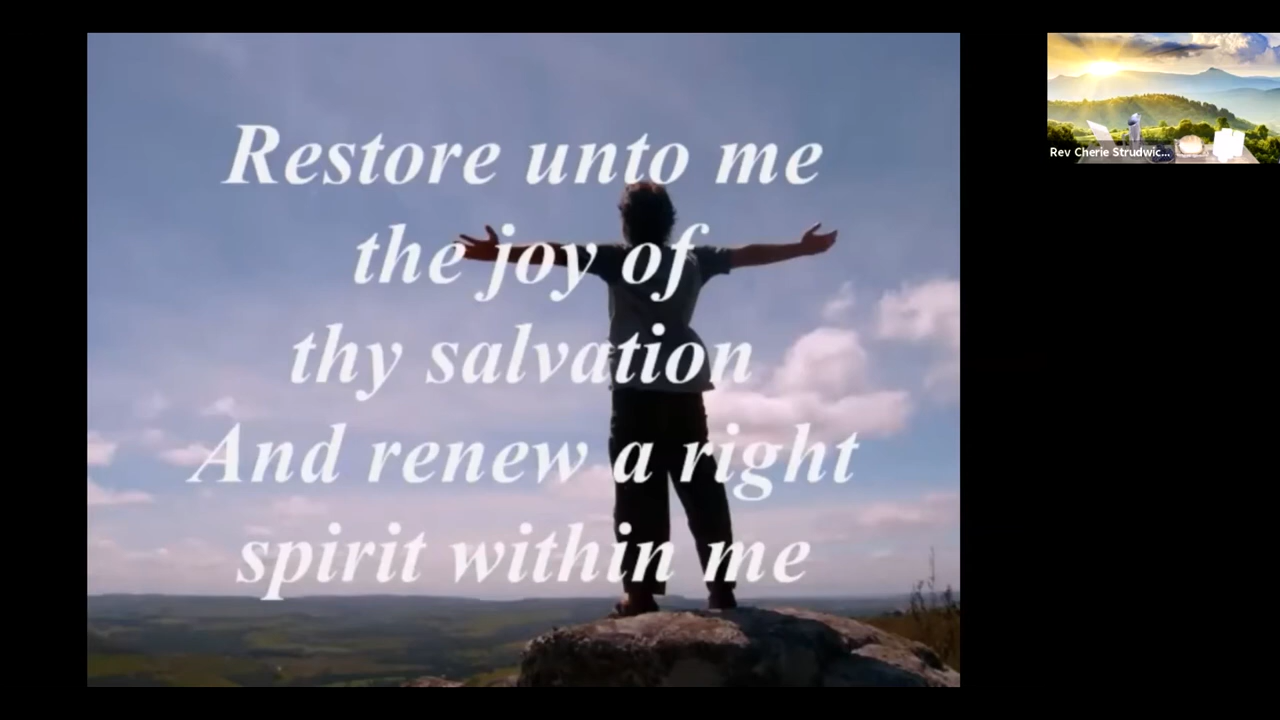 Restore unto me
the joy of
thy salvation
And renew a right
spirit within me
Rev Cherie Strudwic...